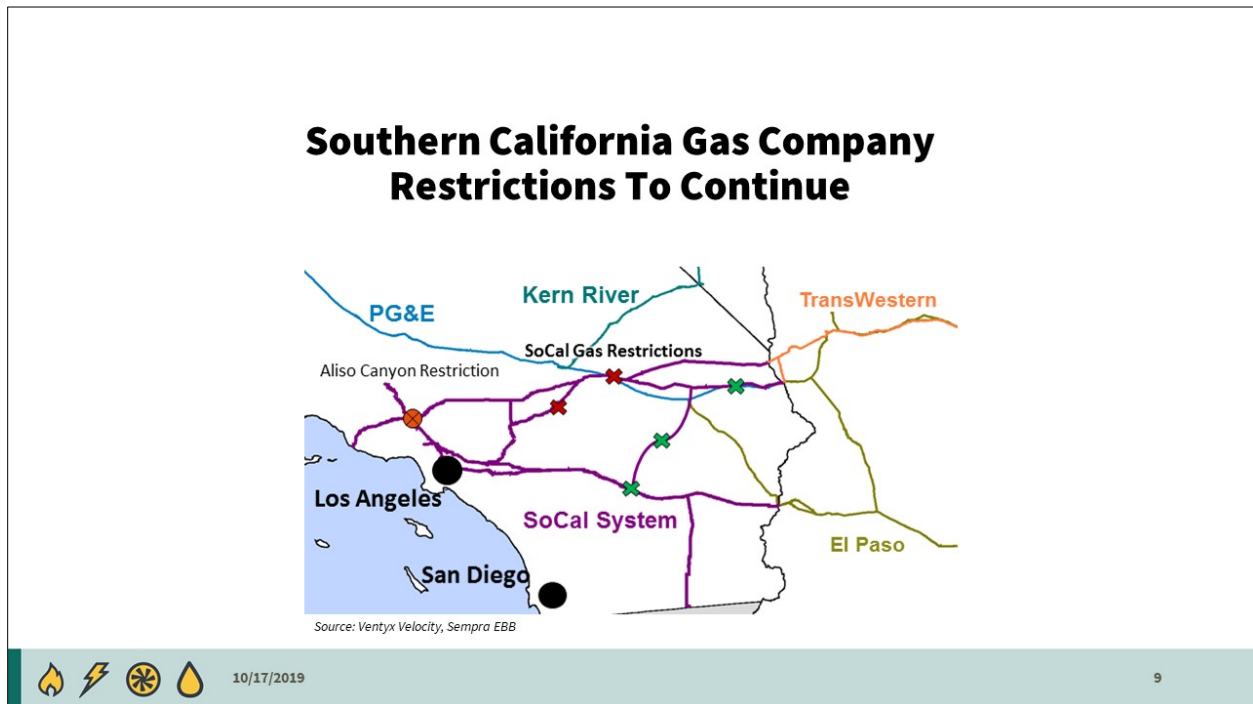 Southern California Gas Company
Restrictions To Continue
Kern River
TransWestern
PG&E
SoCal Gas Restrictions
Aliso Canyon Restriction
Los Angeles
SoCal System
El Paso
San Diego
Source: Ventyx Velocity, Sempra EBB
10/17/2019
9